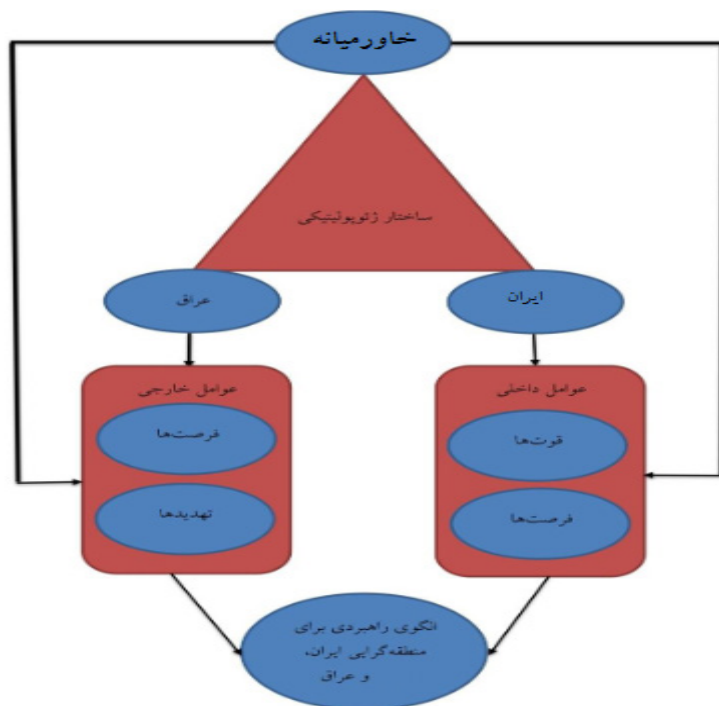 خاورمیانه
ساختار ژئوپولیتیکی
ایران
عراق
عوامل داخلی
قوت‌ها
فرصت‌ها
عوامل خارجی
فرصت‌ها
تهدیدها
الگوی راهبردی برای
منطقه‌گرایی ایران،
و عراق